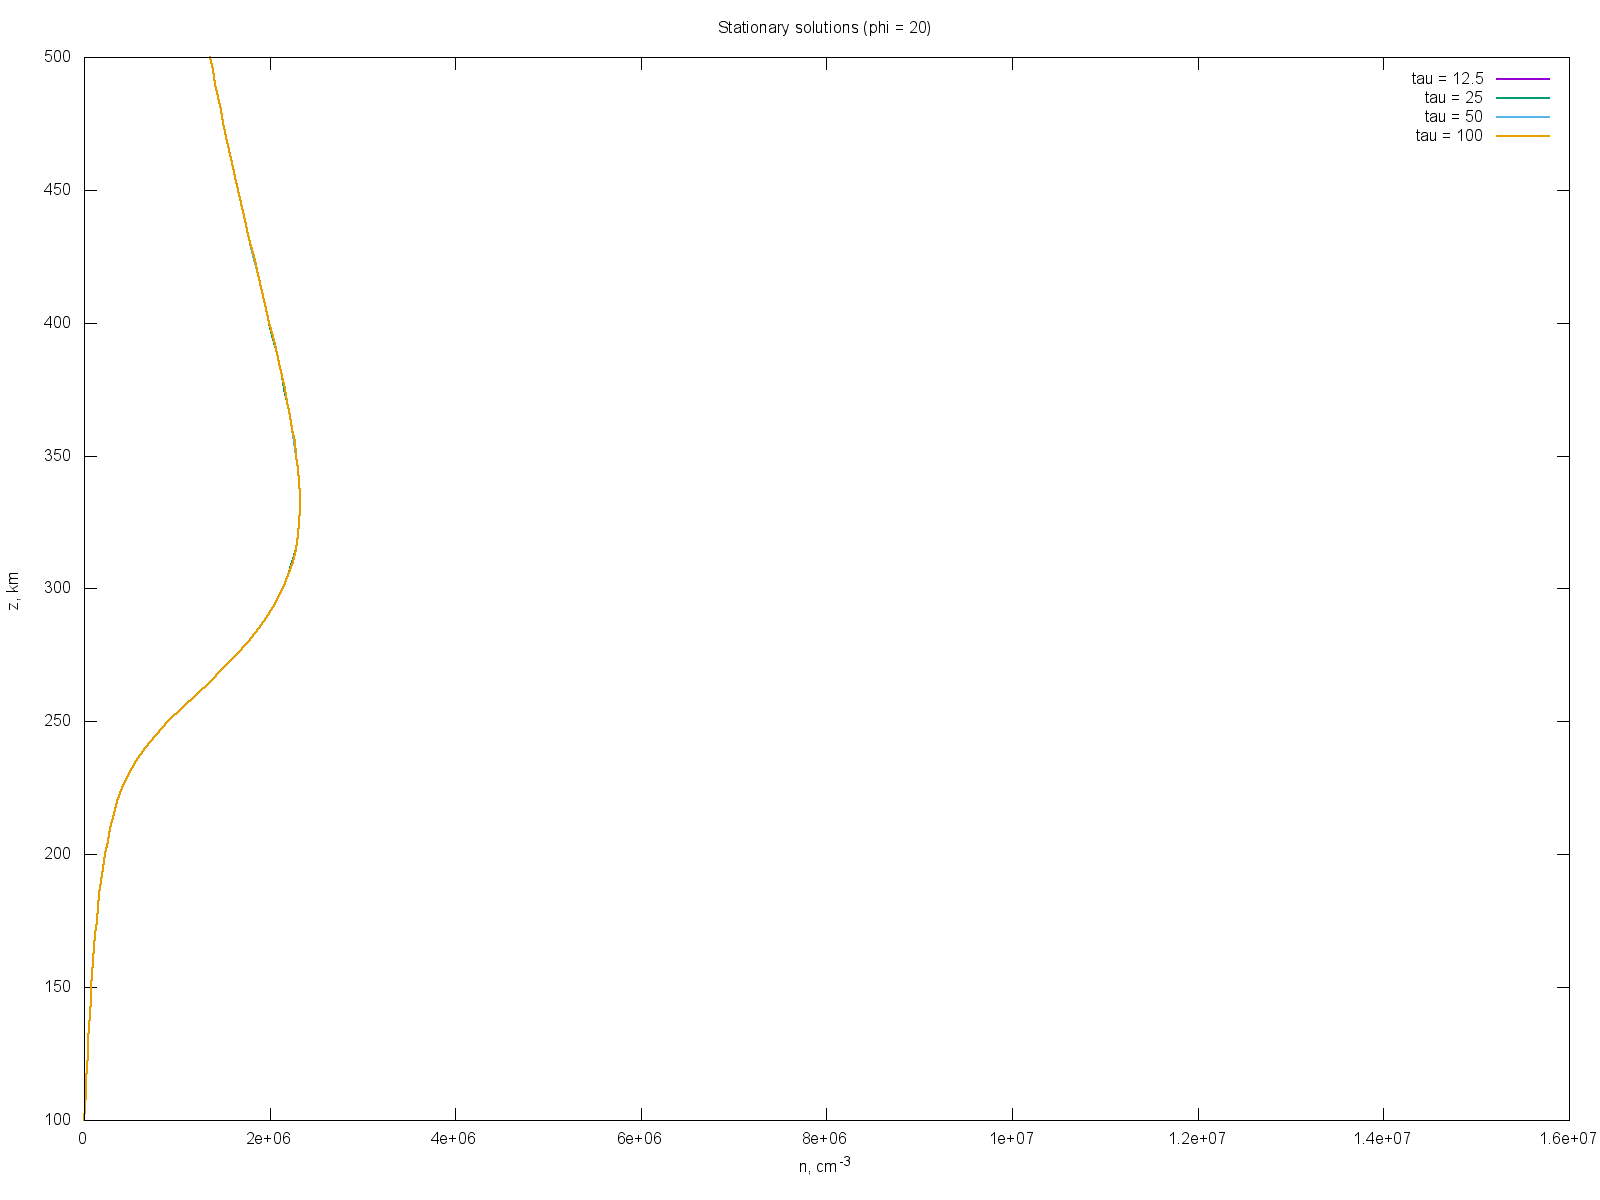 Stationary solutions (phi = 20)
500
450
400
350
300
250
200
150
100
z, km
tau = 12.5
tau = 25
tau = 50
tau = 100
0 2e+06 4e+06 6e+06 8e+06 1e+07 1.2e+07 1.4e+07 1.6e+07
n, cm-3